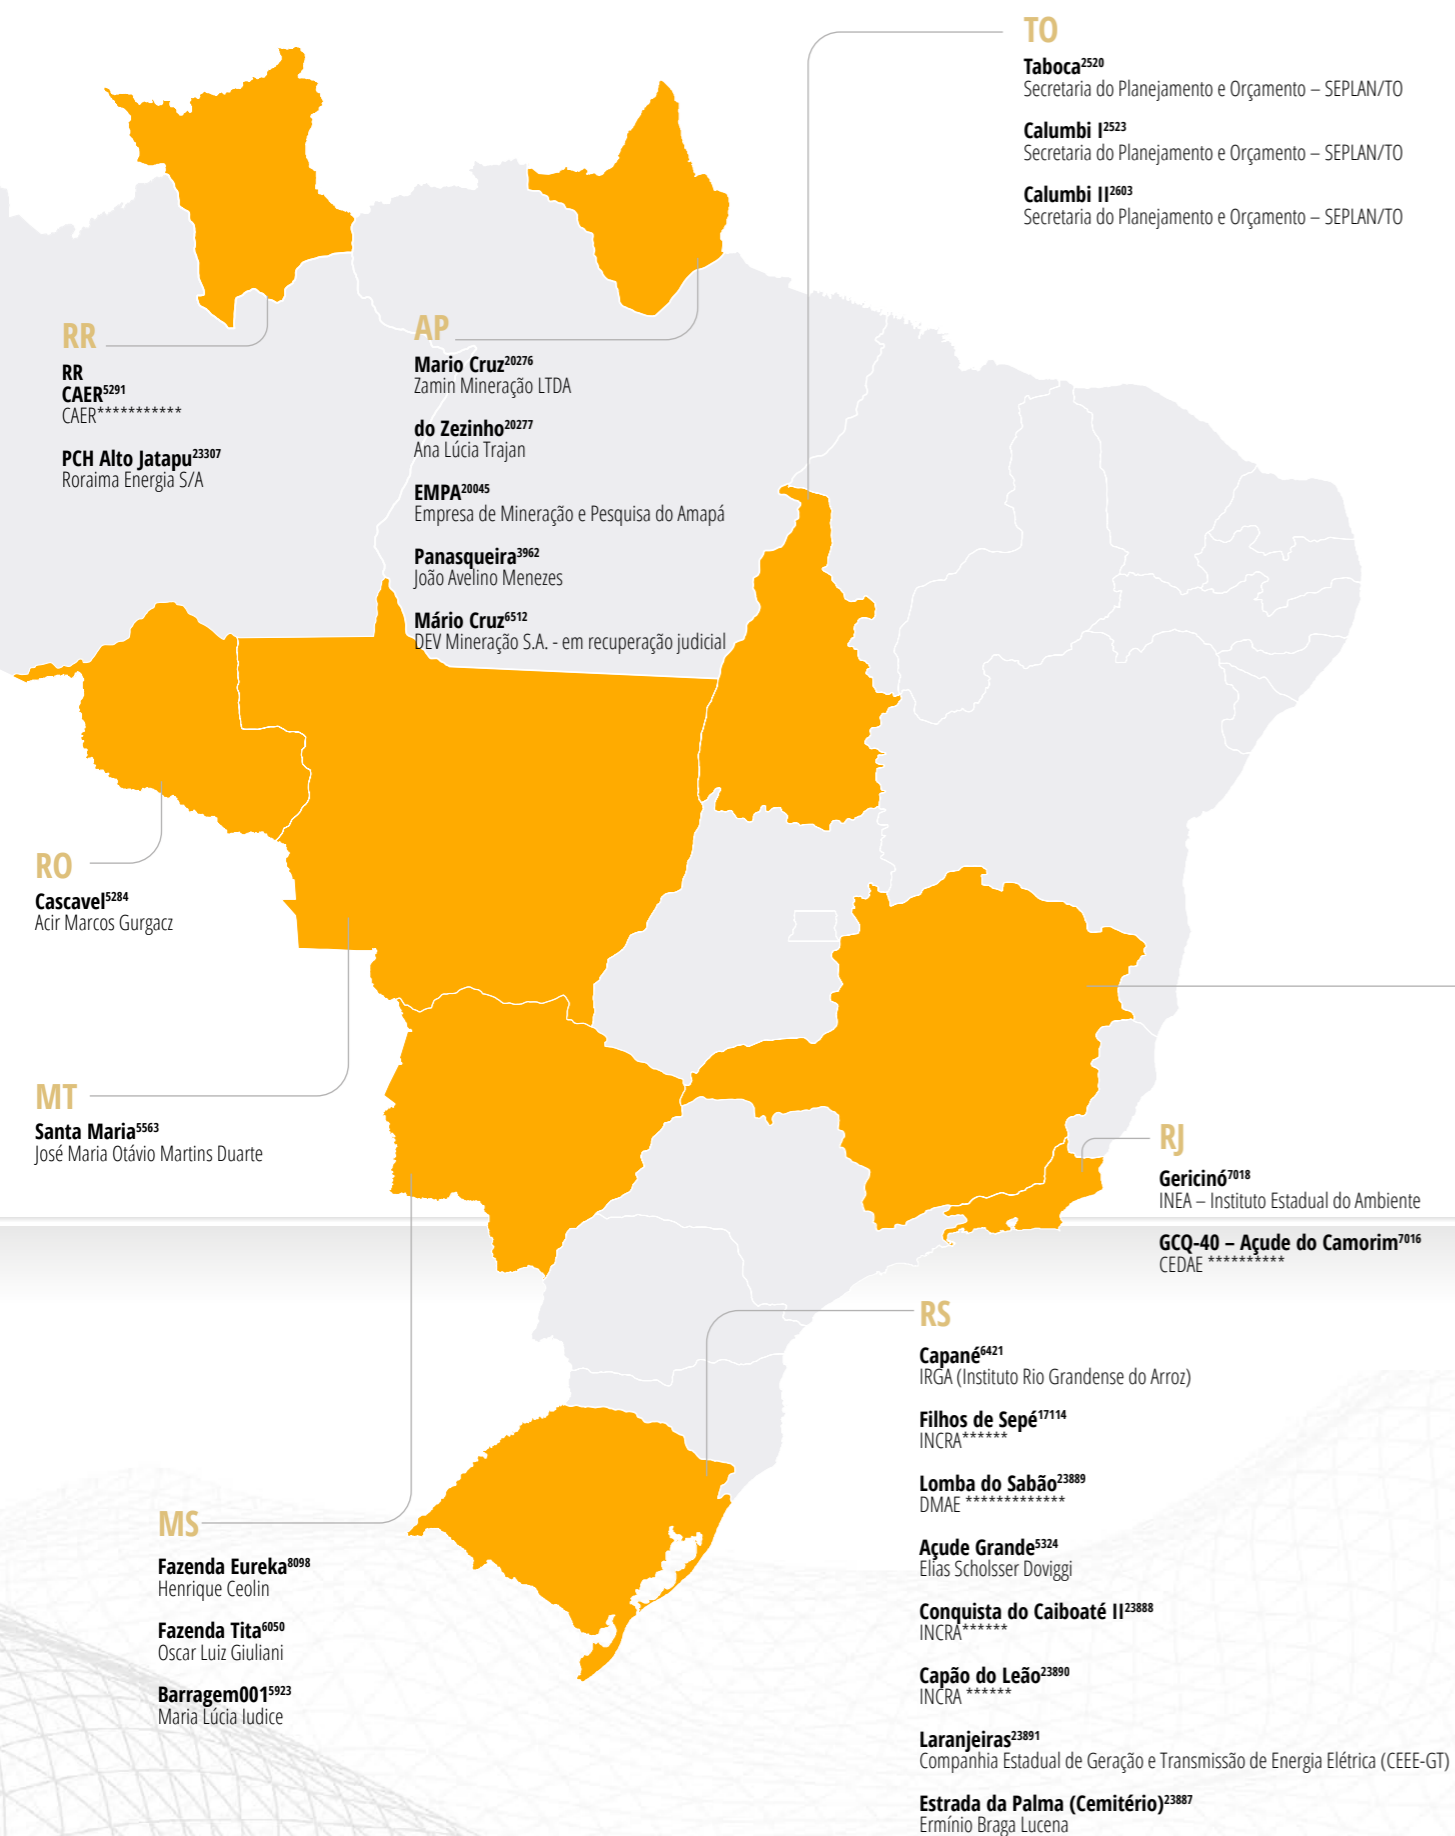 TO
Taboca2520
Secretaria do Planejamento e Orçamento – SEPLAN/TO
Calumbi I2523
Secretaria do Planejamento e Orçamento – SEPLAN/TO
Calumbi II2603
Secretaria do Planejamento e Orçamento – SEPLAN/TO
RR
RR
CAER5291
CAER***********
PCH Alto Jatapu23307
Roraima Energia S/A
AP
Mario Cruz20276
Zamin Mineração LTDA
do Zezinho20277
Ana Lúcia Trajan
EMPA20045
Empresa de Mineração e Pesquisa do Amapá
Panasqueira3962
João Avelino Menezes
Mário Cruz6512
DEV Mineração S.A. - em recuperação judicial
RO
Cascavel5284
Acir Marcos Gurgacz
MT
Santa Maria5563
José Maria Otávio Martins Duarte
RJ
Gericinó7018
INEA – Instituto Estadual do Ambiente
GCQ-40 – Açude do Camorim7016
CEDAE **********
RS
Capané6421
IRGA (Instituto Rio Grandense do Arroz)
Filhos de Sepé17114
INCRA******
Lomba do Sabão23889
DMAE *************
Açude Grande5324
Elias Scholsser Doviggi
Conquista do Caiboaté II23888
INCRA******
Capão do Leão23890
INCRA ******
Laranjeiras23891
Companhia Estadual de Geração e Transmissão de Energia Elétrica (CEEE-GT)
Estrada da Palma (Cemitério)23887
Ermínio Braga Lucena
MS
Fazenda Eureka8098
Henrique Ceolin
Fazenda Tita6050
Oscar Luiz Giuliani
Barragem0015923
Maria Lúcia Iudice